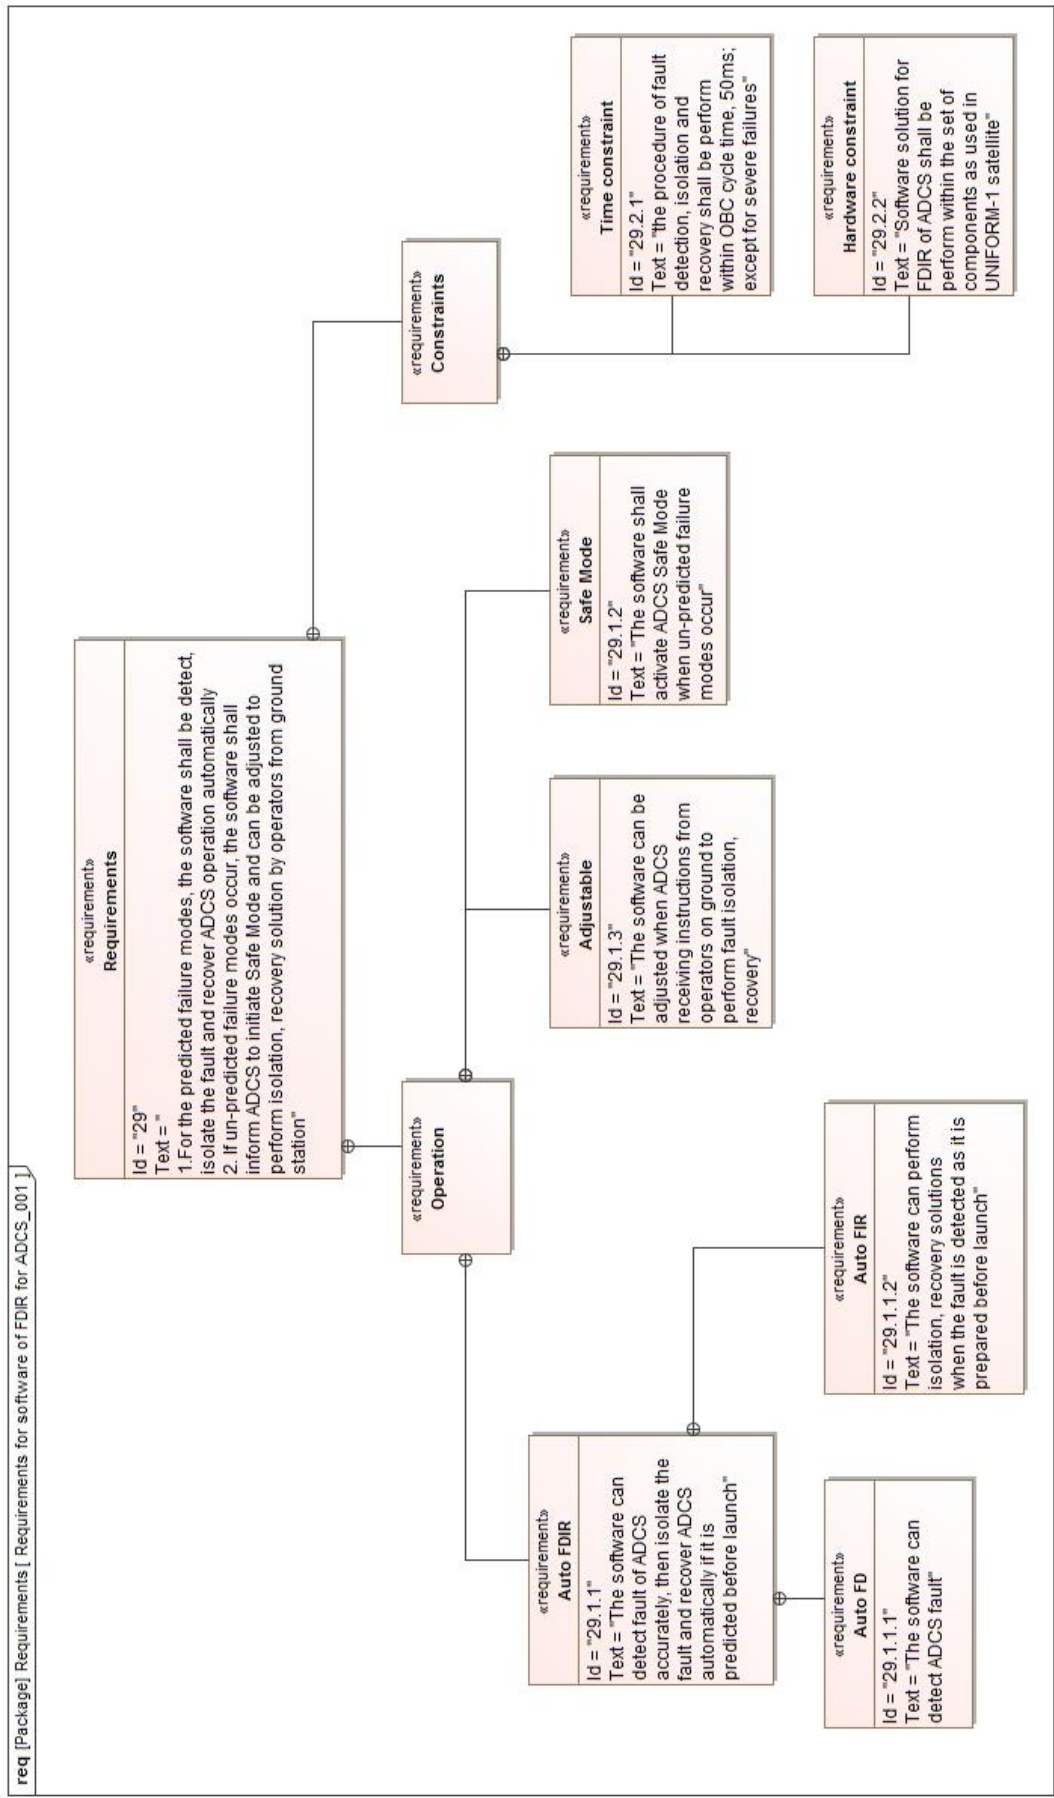 req [Package] Requirements [ Requirements for software of FDIR for ADCS_001 ]
«requirement»
Requirements
Id = "29"
Text = "
1.For the predicted failure modes, the software shall be detect,
isolate the fault and recover ADCS operation automatically
2. If un-predicted failure modes occur, the software shall
inform ADCS to initiate Safe Mode and can be adjusted to
perform isolation, recovery solution by operators from ground
station"
«requirement»
Operation
«requirement»
Constraints
«requirement»
Auto FDIR
Id = "29.1.1"
Text = "The software can
detect fault of ADCS
accurately, then isolate the
fault and recover ADCS
automatically if it is
predicted before launch"
«requirement»
Adjustable
Id = "29.1.3"
Text = "The software can be
adjusted when ADCS
receiving instructions from
operators on ground to
perform fault isolation,
recovery"
«requirement»
Safe Mode
Id = "29.1.2"
Text = "The software shall
activate ADCS Safe Mode
when un-predicted failure
modes occur"
«requirement»
Time constraint
Id = "29.2.1"
Text = "the procedure of fault
detection, isolation and
recovery shall be perform
within OBC cycle time, 50ms;
except for severe failures"
«requirement»
Auto FD
Id = "29.1.1.1"
Text = "The software can
detect ADCS fault"
«requirement»
Auto FIR
Id = "29.1.1.2"
Text = "The software can perform
isolation, recovery solutions
when the fault is detected as it is
prepared before launch"
«requirement»
Hardware constraint
Id = "29.2.2"
Text = "Software solution for
FDIR of ADCS shall be
perform within the set of
components as used in
UNIFORM-1 satellite"